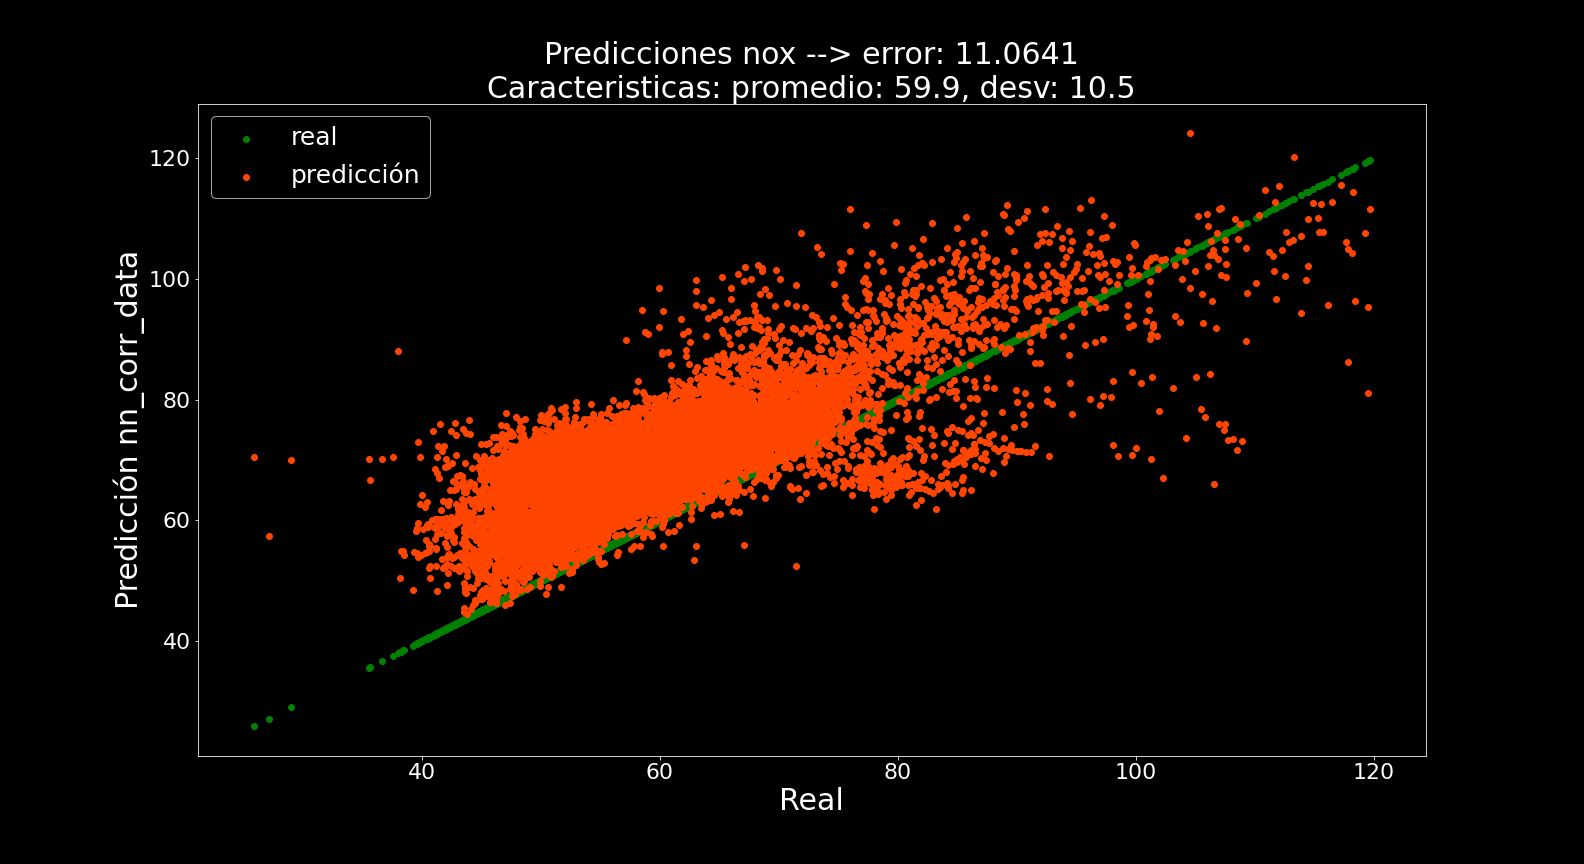 Predicciones nox --> error: 11.0641
Caracteristicas: promedio: 59.9, desv: 10.5
real
predicción
120
100
80
60
40
Predicción nn_corr_data
40 60 80 100 120
Real